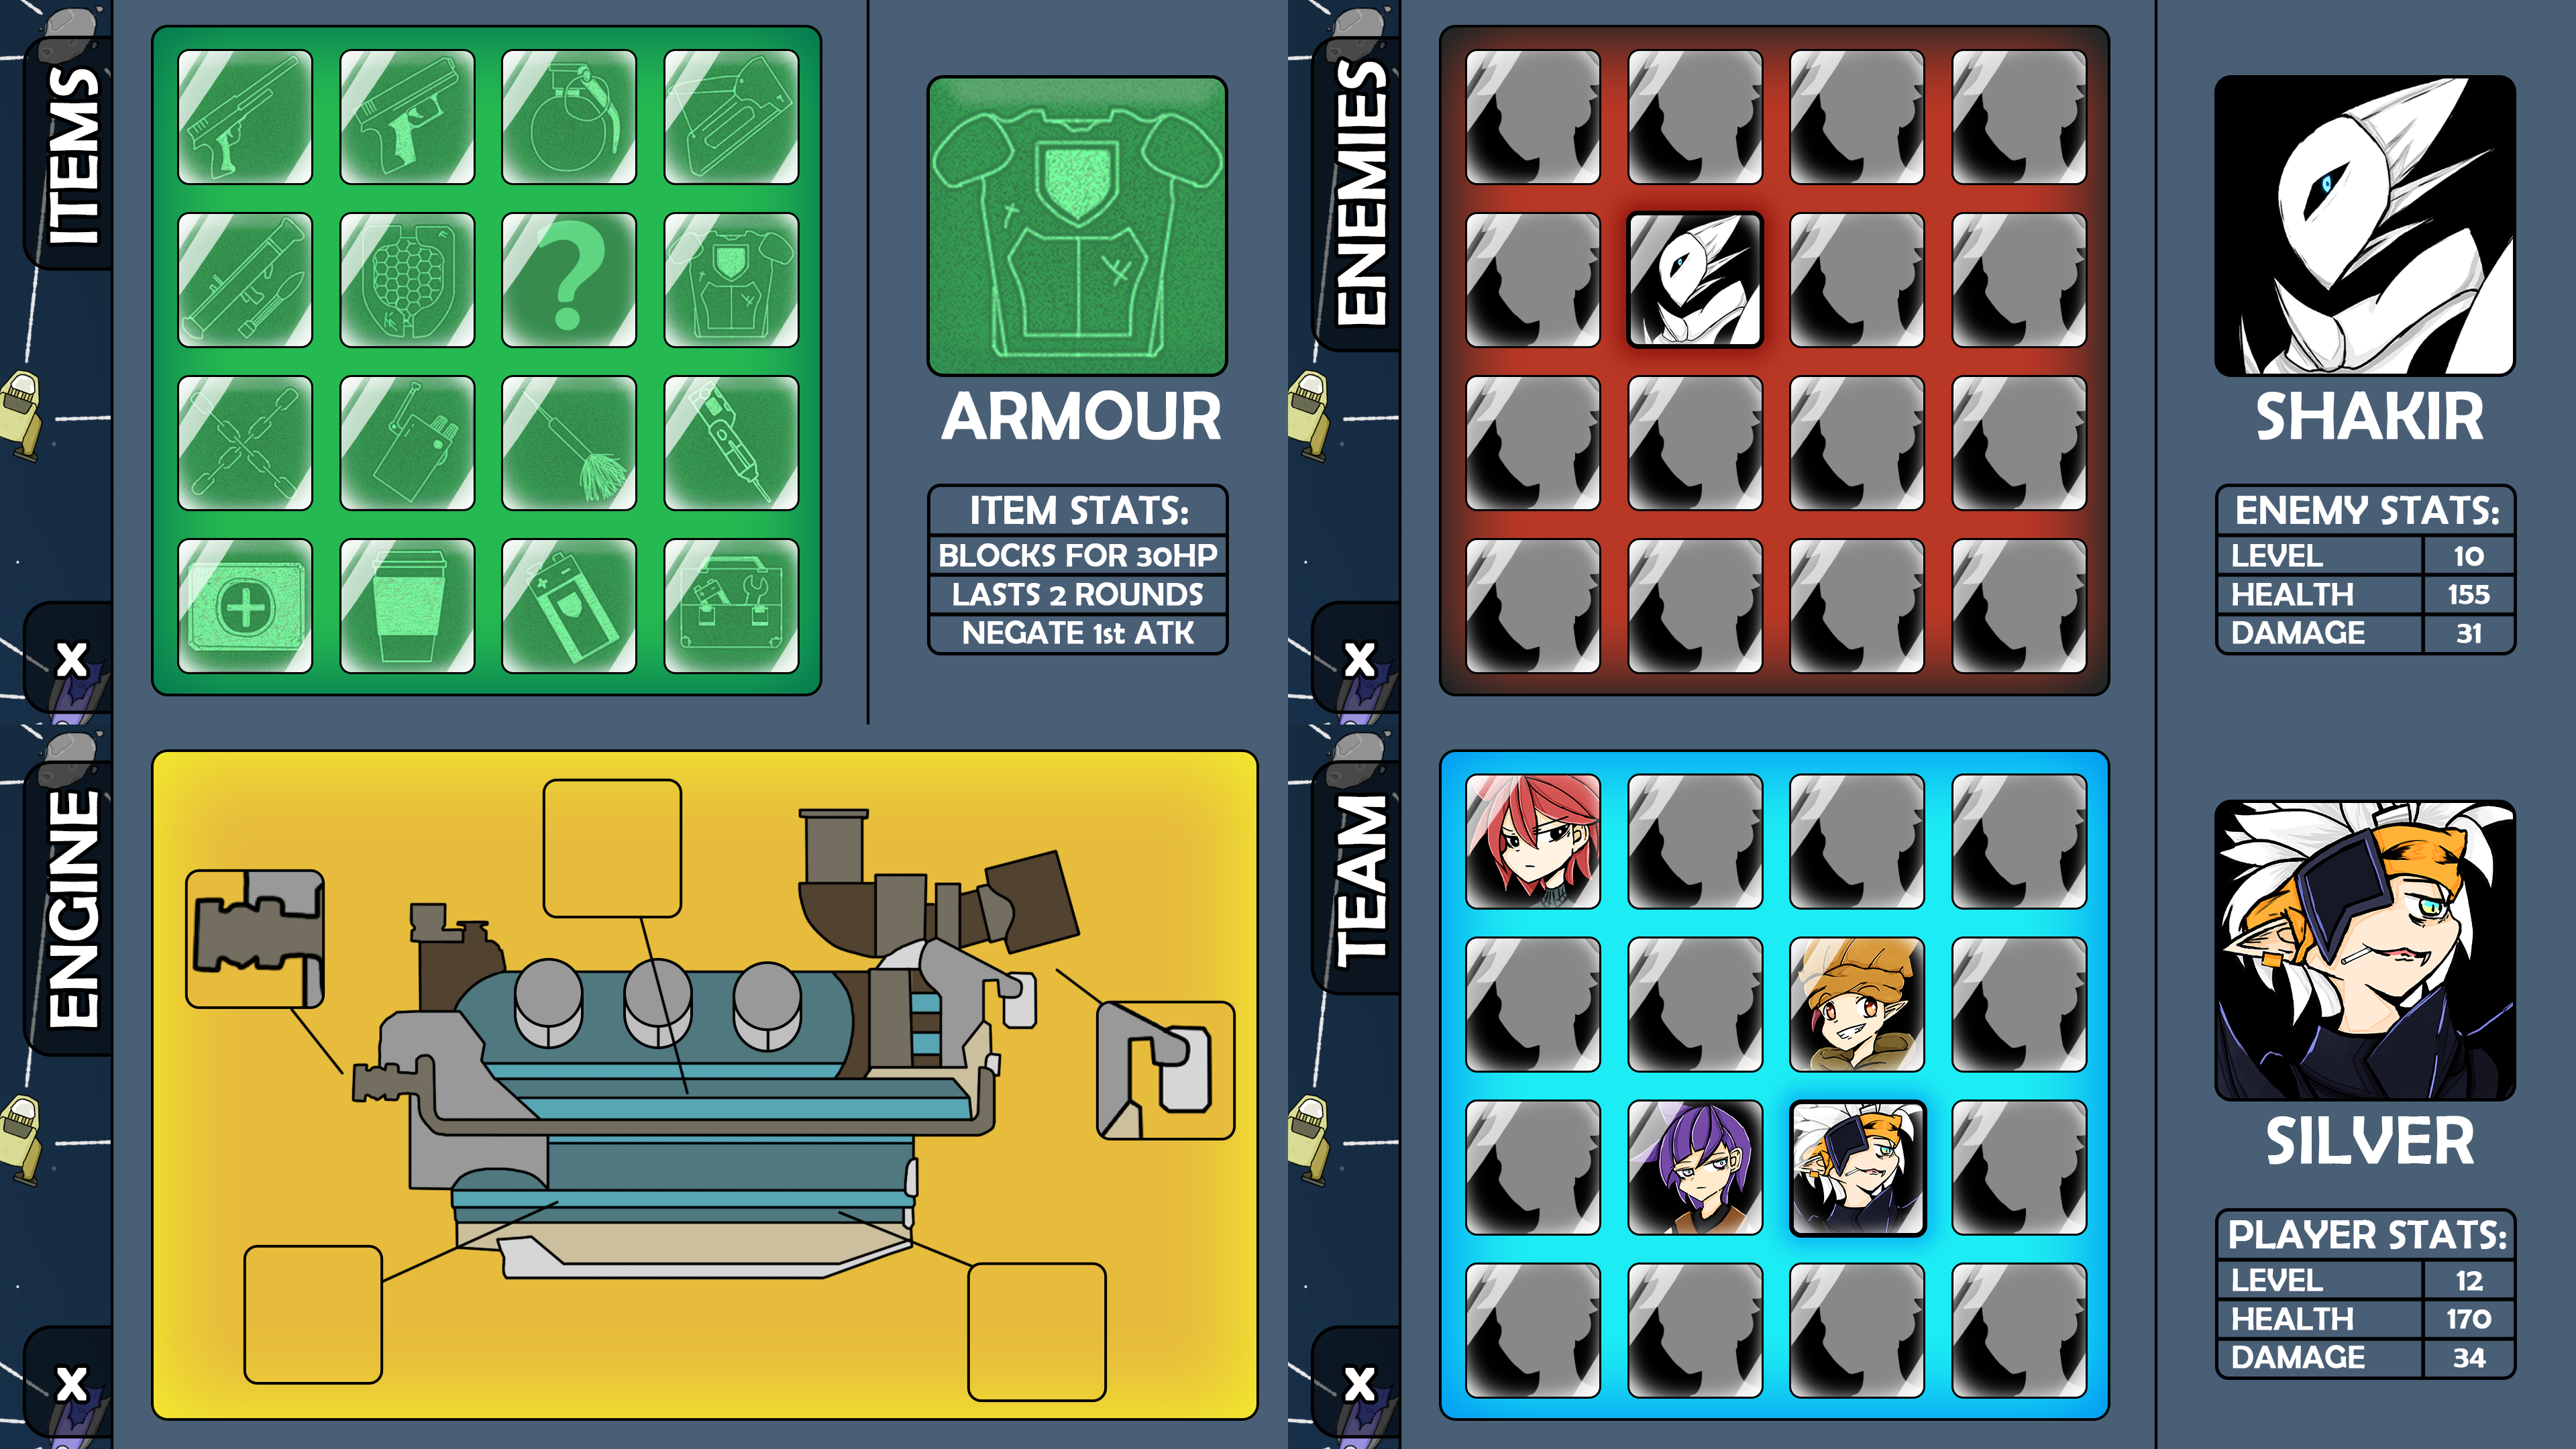 ITEMS
?
X
ARMOUR
ITEM STATS:
BLOCKS FOR 30HP
LASTS 2 ROUNDS
NEGATE 1st ATK
ENEMIES
X
SHAKIR
ENEMY STATS:
LEVEL 10
HEALTH 155
DAMAGE 31
ENGINE
X
TEAM
X
SILVER
PLAYER STATS:
LEVEL 12
HEALTH 170
DAMAGE 34